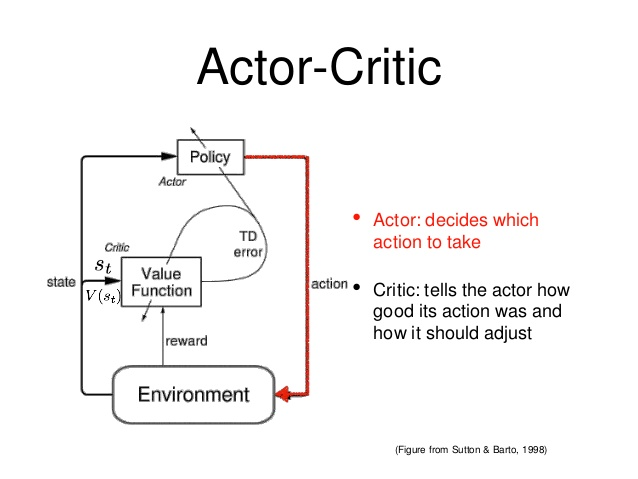 Actor-Critic
Policy
Actor
TD
error
Critic
s_t
state
V(s_t)
Value
Function
action
reward
Environment
• Actor: decides which
action to take
• Critic: tells the actor how
good its action was and
how it should adjust
(Figure from Sutton & Barto, 1998)